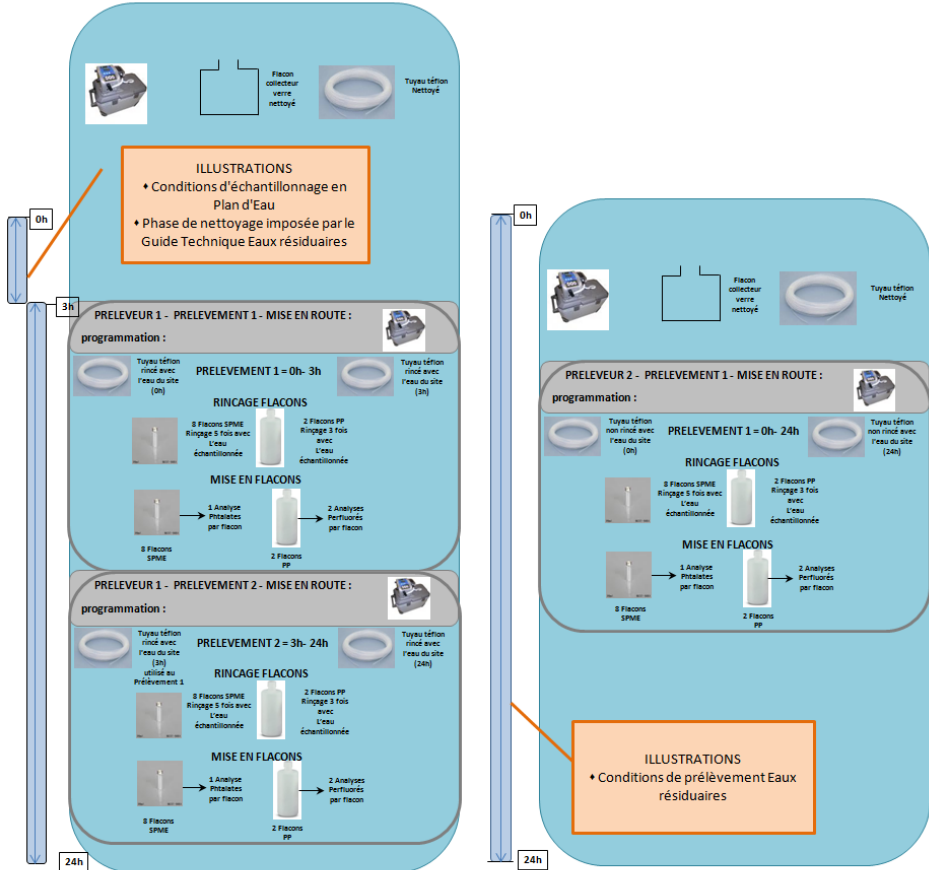 Flacon
collecteur
verre
nettoyé
Tuyau téflon
Nettoyé
ILLUSTRATIONS
♦ Conditions d'échantillonnage en
Plan d'Eau
♦ Phase de nettoyage imposée par le
Guide Technique Eaux résiduaires
0h
3h
PRELEVEUR 1 - PRELEVEMENT 1 - MISE EN ROUTE :
programmation :
Tuyau téflon
rincé avec
l'eau du site
(0h)
PRELEVEMENT 1 = 0h- 3h
Tuyau téflon
rincé avec
l'eau du site
(3h)
RINCAGE FLACONS
8 Flacons SPME
Rinçage 5 fois avec
L'eau
échantillonnée
2 Flacons PP
Rinçage 3 fois
avec
L'eau
échantillonnée
MISE EN FLACONS
1 Analyse
Phtalates
par flacon
2 Analyses
Perfluorés
par flacon
8 Flacons
SPME
2 Flacons
PP
PRELEVEUR 1 - PRELEVEMENT 2 - MISE EN ROUTE :
programmation :
Tuyau téflon
rincé avec
l'eau du site
(3h)
utilisé au
Prélèvement 1
PRELEVEMENT 2 = 3h- 24h
Tuyau téflon
rincé avec
l'eau du site
(24h)
RINCAGE FLACONS
8 Flacons SPME
Rinçage 5 fois avec
L'eau
échantillonnée
2 Flacons PP
Rinçage 3 fois
avec
L'eau
échantillonnée
MISE EN FLACONS
1 Analyse
Phtalates
par flacon
2 Analyses
Perfluorés
par flacon
8 Flacons
SPME
2 Flacons
PP
24h
0h
Flacon
collecteur
verre
nettoyé
Tuyau téflon
Nettoyé
PRELEVEUR 2 - PRELEVEMENT 1 - MISE EN ROUTE :
programmation :
Tuyau téflon
non rincé avec
l'eau du site
(0h)
PRELEVEMENT 1 = 0h- 24h
Tuyau téflon
non rincé avec
l'eau du site
(24h)
RINCAGE FLACONS
8 Flacons SPME
Rinçage 5 fois avec
L'eau
échantillonnée
2 Flacons PP
Rinçage 3 fois
avec
L'eau
échantillonnée
MISE EN FLACONS
1 Analyse
Phtalates
par flacon
2 Analyses
Perfluorés
par flacon
8 Flacons
SPME
2 Flacons
PP
ILLUSTRATIONS
♦ Conditions de prélèvement Eaux
résiduaires
24h